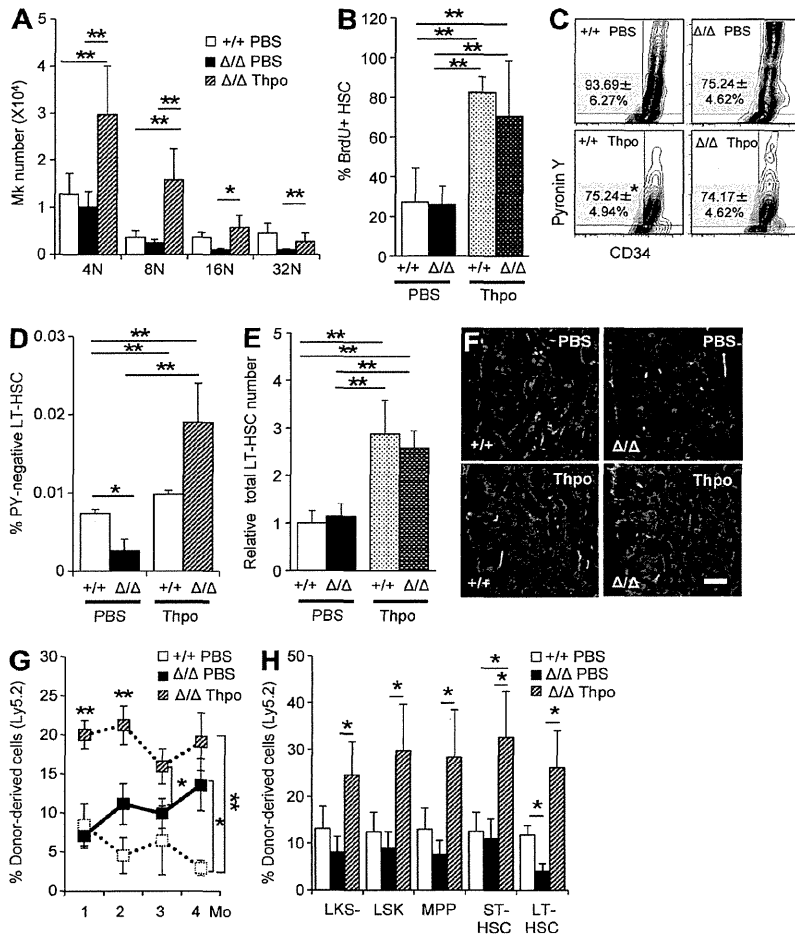 A
Mk number (X10⁴)
5
4
3
2
1
0
** **
**
**
**
*
**
+/+ PBS
Δ/Δ PBS
Δ/Δ Thpo
4N 8N 16N 32N
B
% BrdU+ HSC
120
100
80
60
40
20
0
**
**
**
**
+/+ Δ/Δ +/+ Δ/Δ
PBS Thpo
C
+/+ PBS
93.69±
6.27%
Δ/Δ PBS
75.24±
4.62%
+/+ Thpo
75.24±
4.94%
*
Δ/Δ Thpo
74.17±
4.62%
Pyronin Y
CD34
D
% PY-negative LT-HSC
0.03
0.02
0.01
0
**
**
**
*
+/+ Δ/Δ +/+ Δ/Δ
PBS Thpo
E
Relative total LT-HSC number
5
4
3
2
1
0
**
**
**
**
+/+ Δ/Δ +/+ Δ/Δ
PBS Thpo
F
PBS
+/+
PBS
Δ/Δ
Thpo
+/+
Thpo
Δ/Δ
G
% Donor-derived cells (Ly5.2)
30
25
20
15
10
5
0
+/+ PBS
Δ/Δ PBS
Δ/Δ Thpo
** **
*
*
**
1 2 3 4 Mo
H
% Donor-derived cells (Ly5.2)
50
40
30
20
10
0
+/+ PBS
Δ/Δ PBS
Δ/Δ Thpo
*
*
*
*
*
*
*
LKS- LSK MPP ST-HSC LT-HSC